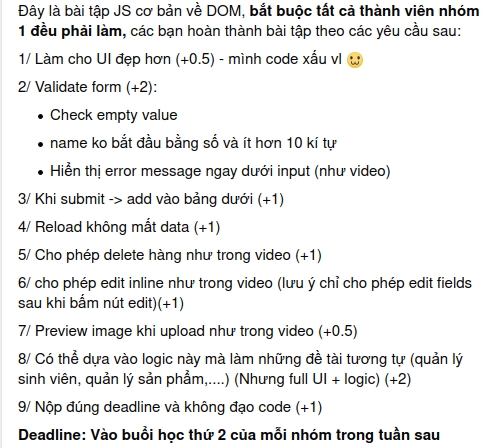 Đây là bài tập JS cơ bản về DOM, bắt buộc tất cả thành viên nhóm
1 đều phải làm, các bạn hoàn thành bài tập theo các yêu cầu sau:
1/ Làm cho UI đẹp hơn (+0.5) - mình code xấu vl
2/ Validate form (+2):
• Check empty value
• name ko bắt đầu bằng số và ít hơn 10 kí tự
• Hiển thị error message ngay dưới input (như video)
3/ Khi submit -> add vào bảng dưới (+1)
4/ Reload không mất data (+1)
5/ Cho phép delete hàng như trong video (+1)
6/ cho phép edit inline như trong video (lưu ý chỉ cho phép edit fields
sau khi bấm nút edit)(+1)
7/ Preview image khi upload như trong video (+0.5)
8/ Có thể dựa vào logic này mà làm những đề tài tương tự (quản lý
sinh viên, quản lý sản phẩm,....) (Nhưng full UI + logic) (+2)
9/ Nộp đúng deadline và không đạo code (+1)
Deadline: Vào buổi học thứ 2 của mỗi nhóm trong tuần sau